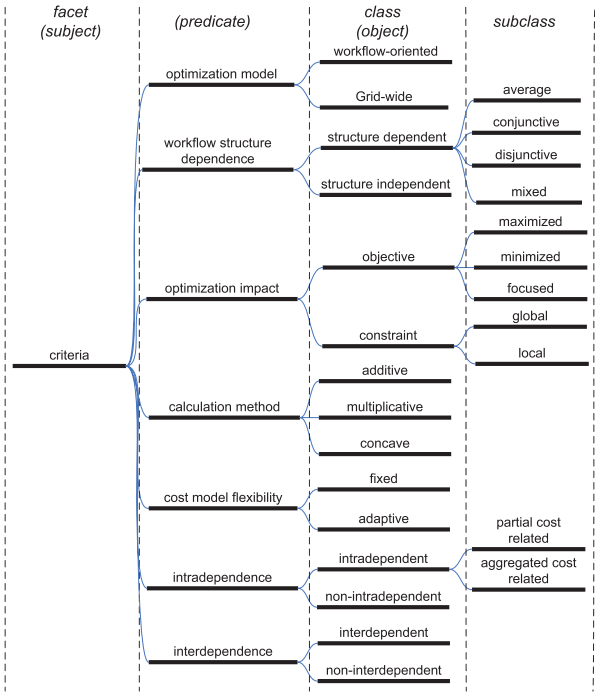 facet
(subject)
(predicate)
class
(object)
subclass
criteria
optimization model
workflow-oriented
Grid-wide
workflow structure
dependence
structure dependent
average
conjunctive
disjunctive
mixed
structure independent
optimization impact
objective
maximized
minimized
focused
constraint
global
local
calculation method
additive
multiplicative
concave
cost model flexibility
fixed
adaptive
intradependence
intradependent
partial cost
related
aggregated cost
related
non-intradependent
interdependence
interdependent
non-interdependent